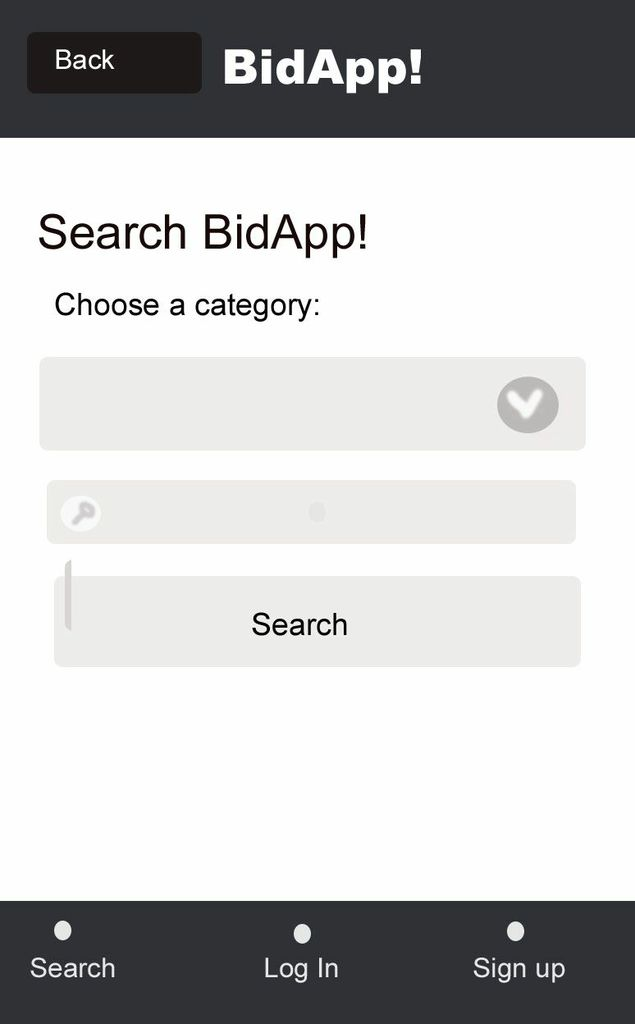 Back
BidApp!
Search BidApp!
Choose a category:
Search
Search
Log In
Sign up